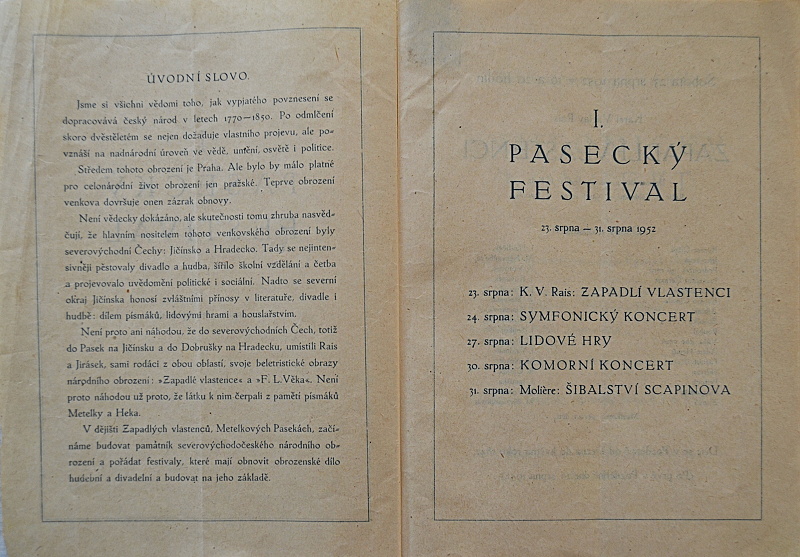 ÚVODNÍ SLOVO.
Jsme si všichni vědomi toho, jak vypjatého povznesení se
dopracovává český národ v letech 1770—1850. Po odmlčení
skoro dvěstěletém se nejen dožaduje vlastního projevu, ale po-
vznáší na nadnárodní úroveň ve vědě, umění, osvětě i politice.
Středem tohoto obrození je Praha. Ale bylo by málo platné
pro celonárodní život obrození jen pražské. Teprve obrození
venkova dovršuje onen zázrak obnovy.
Není vědecky dokázáno, ale skutečnosti tomu zhruba nasvěd-
čují, že hlavním nositelem tohoto venkovského obrození byly
severovýchodní Čechy: Jičínsko a Hradecko. Tady se nejinten-
sivněji pěstovaly divadlo a hudba, šířilo školní vzdělání a četba
a projevovalo uvědomění politické i sociální. Nadto se severní
okraj Jičínska honosí zvláštními přínosy v literatuře, divadle i
hudbě: dílem písmáků, lidovými hrami a houslařstvím.
Není proto ani náhodou, že do severovýchodních Čech, totiž
do Pasek na Jičínsku a do Dobrušky na Hradecku, umístili Rais
a Jirásek, sami rodáci z obou oblastí, svoje beletristické obrazy
národního obrození: »Zapadlé vlastence« a »F. L. Věka«. Není
proto náhodou už proto, že látku k nim čerpali z pamětí písmáků
Metelky a Heka.
V dějišti Zapadlých vlastenců, Metelkových Pasekách, začí-
náme budovat památník severovýchodočeského národního ob-
rození a pořádat festivaly, které mají obnovit obrozenské dílo
hudební a divadelní a budovat na jeho základě.
I.
PASECKÝ
FESTIVAL
23. srpna — 31. srpna 1952
23. srpna: K. V. Rais: ZAPADLÍ VLASTENCI
24. srpna: SYMFONICKÝ KONCERT
27. srpna: LIDOVÉ HRY
30. srpna: KOMORNÍ KONCERT
31. srpna: Molière: ŠIBALSTVÍ SCAPINOVA